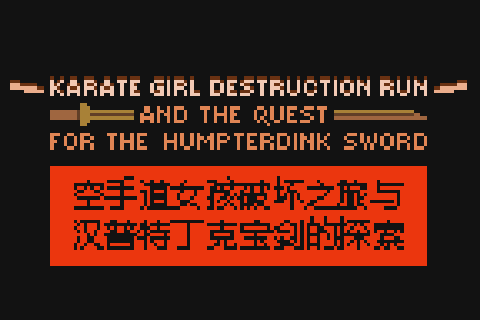 KARATE GIRL DESTRUCTION RUN
AND THE QUEST
FOR THE HUMPTERDINK SWORD
空手道女孩破坏之旅与
汉普特丁克宝剑的探索